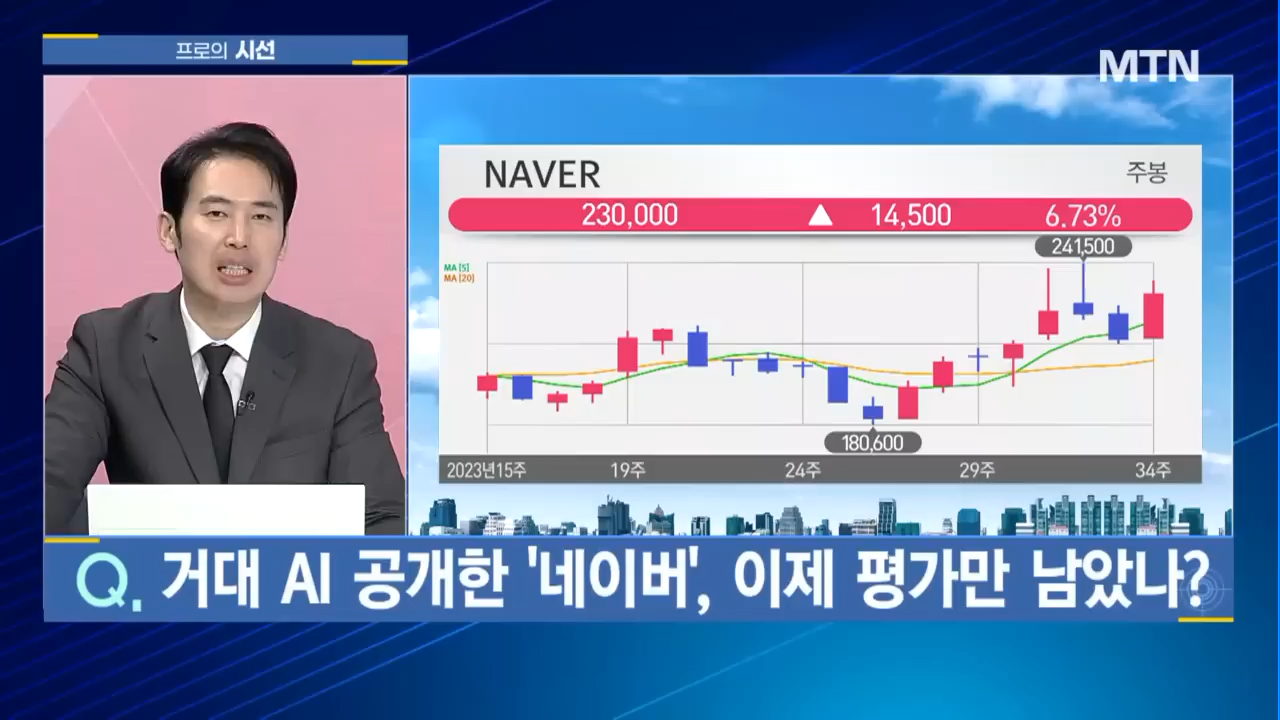 프로의 시선
MTN
NAVER
주봉
230,000 ▲ 14,500 6.73%
241,500
MA [5]
MA [20]
180,600
2023년15주 19주 24주 29주 34주
Q. 거대 AI 공개한 '네이버', 이제 평가만 남았나?